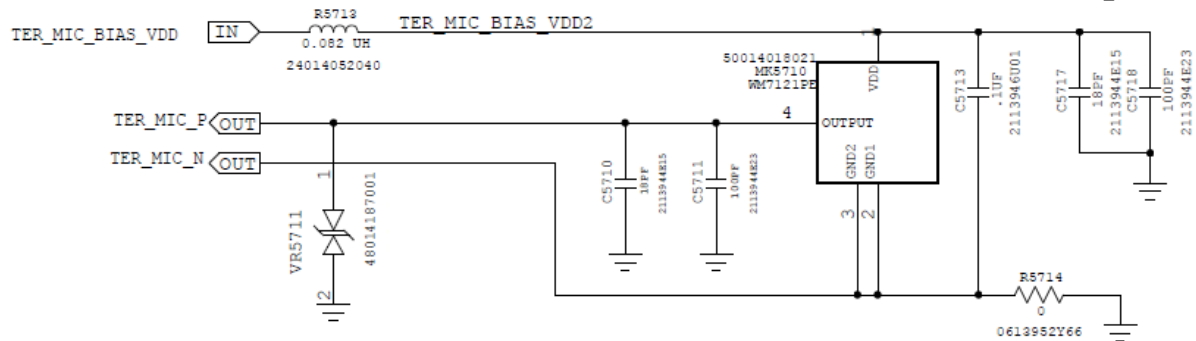 R5713
TER_MIC_BIAS_VDD
IN
TER_MIC_BIAS_VDD2
0.082 UH
24014052040
50014018021
MK5710
WM7121PE
1
VDD
C5713
.1UF
2113946U01
C5717
18PF
2113944E15
C5718
100PF
2113944E23
TER_MIC_P
OUT
4
OUTPUT
TER_MIC_N
OUT
GND2
GND1
1
C5710
18PF
2113944E15
C5711
100PF
2113944E23
VR5711
48014187001
3
2
2
R5714
0
0613952Y66